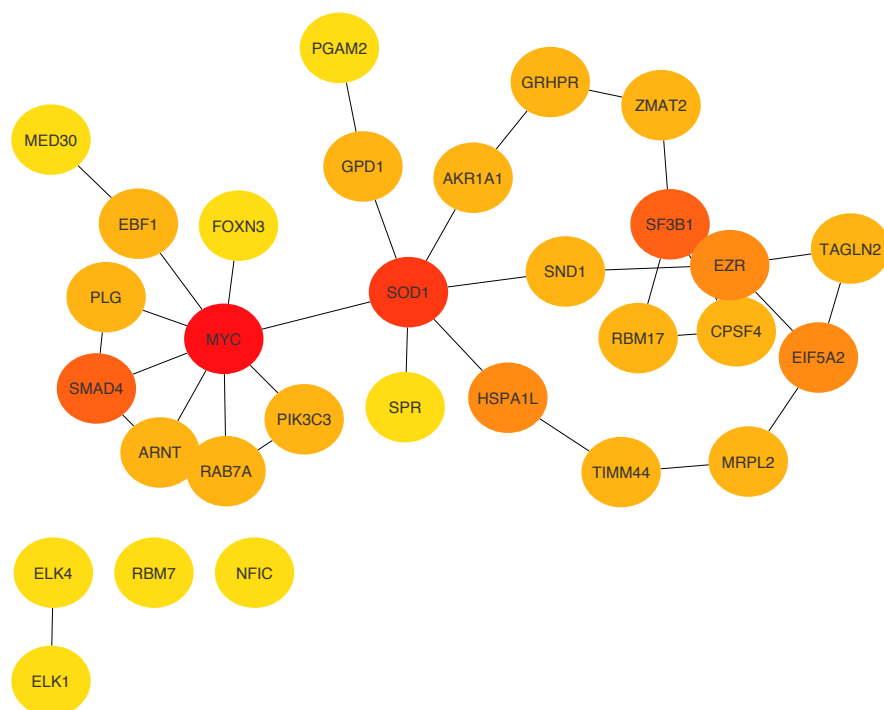 PGAM2
GRHPR
ZMAT2
MED30
GPD1
AKR1A1
EBF1
FOXN3
SF3B1
TAGLN2
EZR
SND1
PLG
SOD1
MYC
RBM17
CPSF4
EIF5A2
SMAD4
HSPA1L
SPR
PIK3C3
ARNT
RAB7A
TIMM44
MRPL2
ELK4
RBM7
NFIC
ELK1